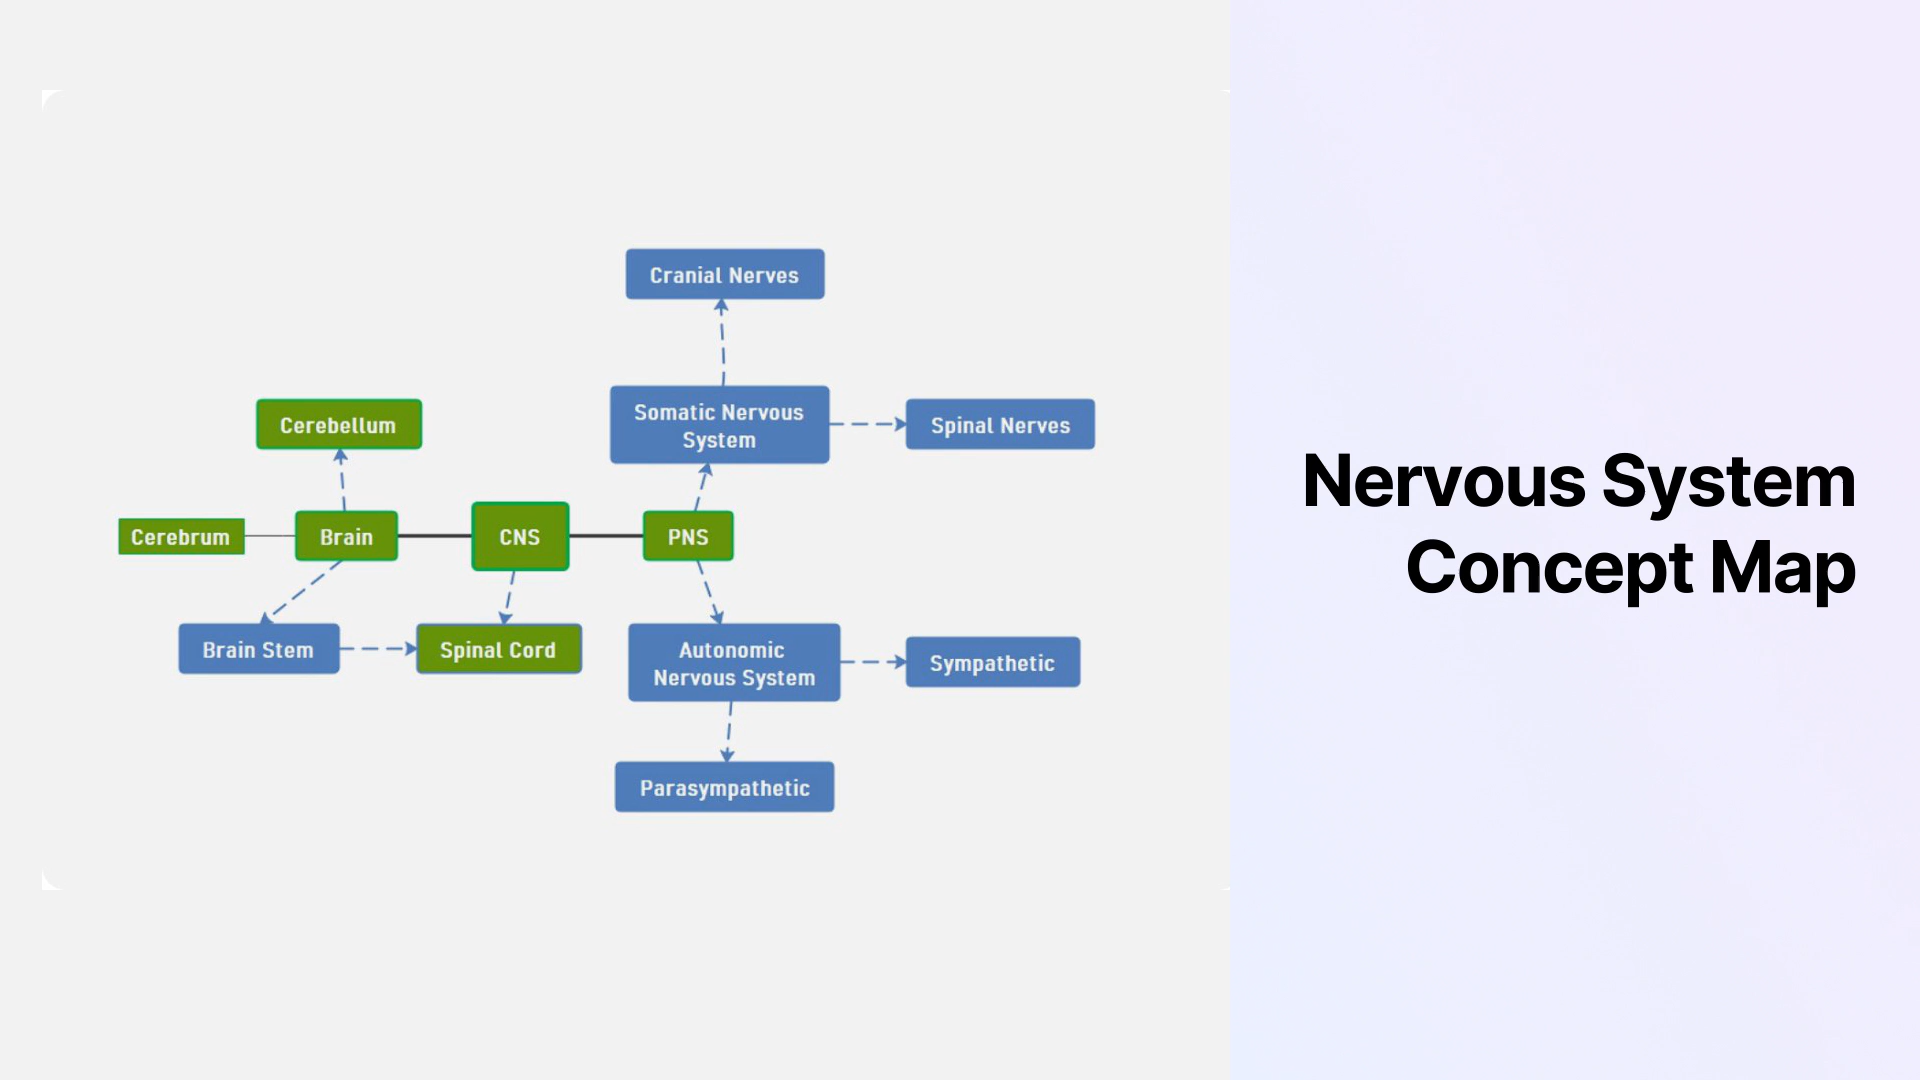 Cranial Nerves
Somatic Nervous
System
Spinal Nerves
Cerebellum
Cerebrum
Brain
CNS
PNS
Brain Stem
Spinal Cord
Autonomic
Nervous System
Sympathetic
Parasympathetic
Nervous System
Concept Map